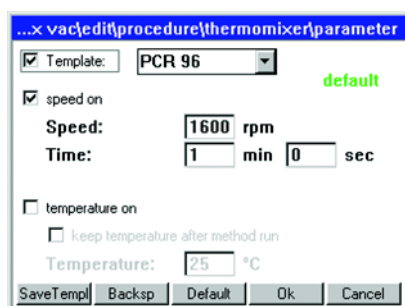 ...x vac\edit\procedure\thermomixer\parameter
Template: PCR 96
default
speed on
Speed: 1600 rpm
Time: 1 min 0 sec
temperature on
keep temperature after method run
Temperature: 25 °C
SaveTempl Backsp Default Ok Cancel